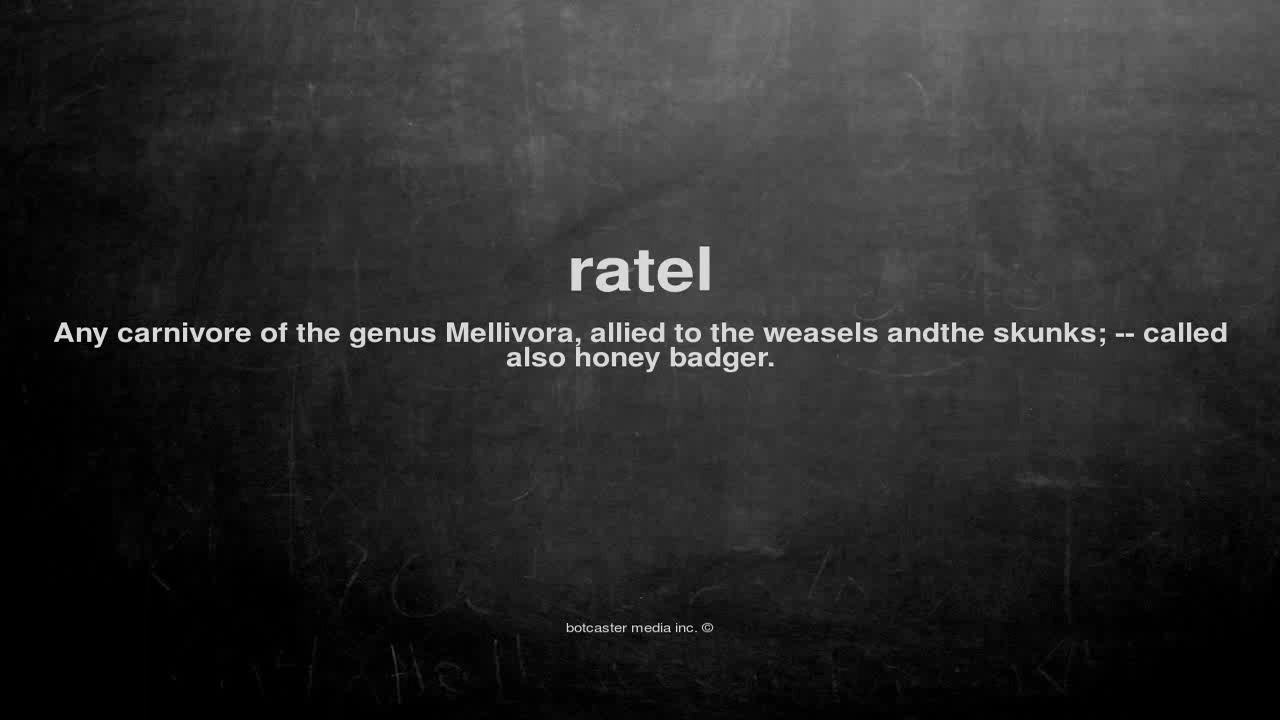 ratel
Any carnivore of the genus Mellivora, allied to the weasels andthe skunks; -- called
also honey badger.
botcaster media inc. ©